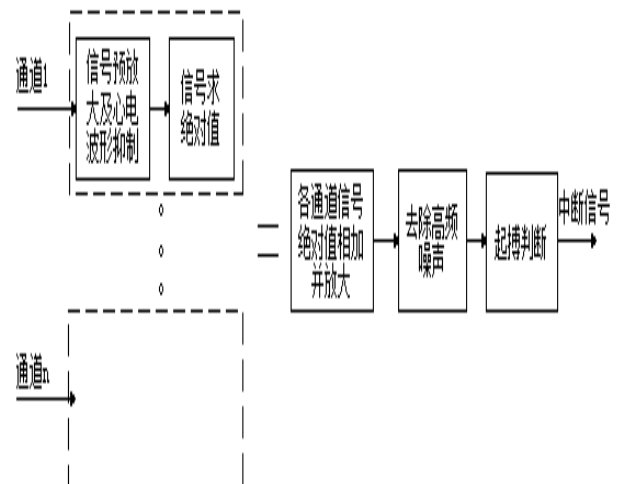 通道1
信号预放
大及心电
波形抑制
信号求
绝对值
各通道信号
绝对值相加
并放大
去除高频
噪声
起搏判断
中断信号
通道n